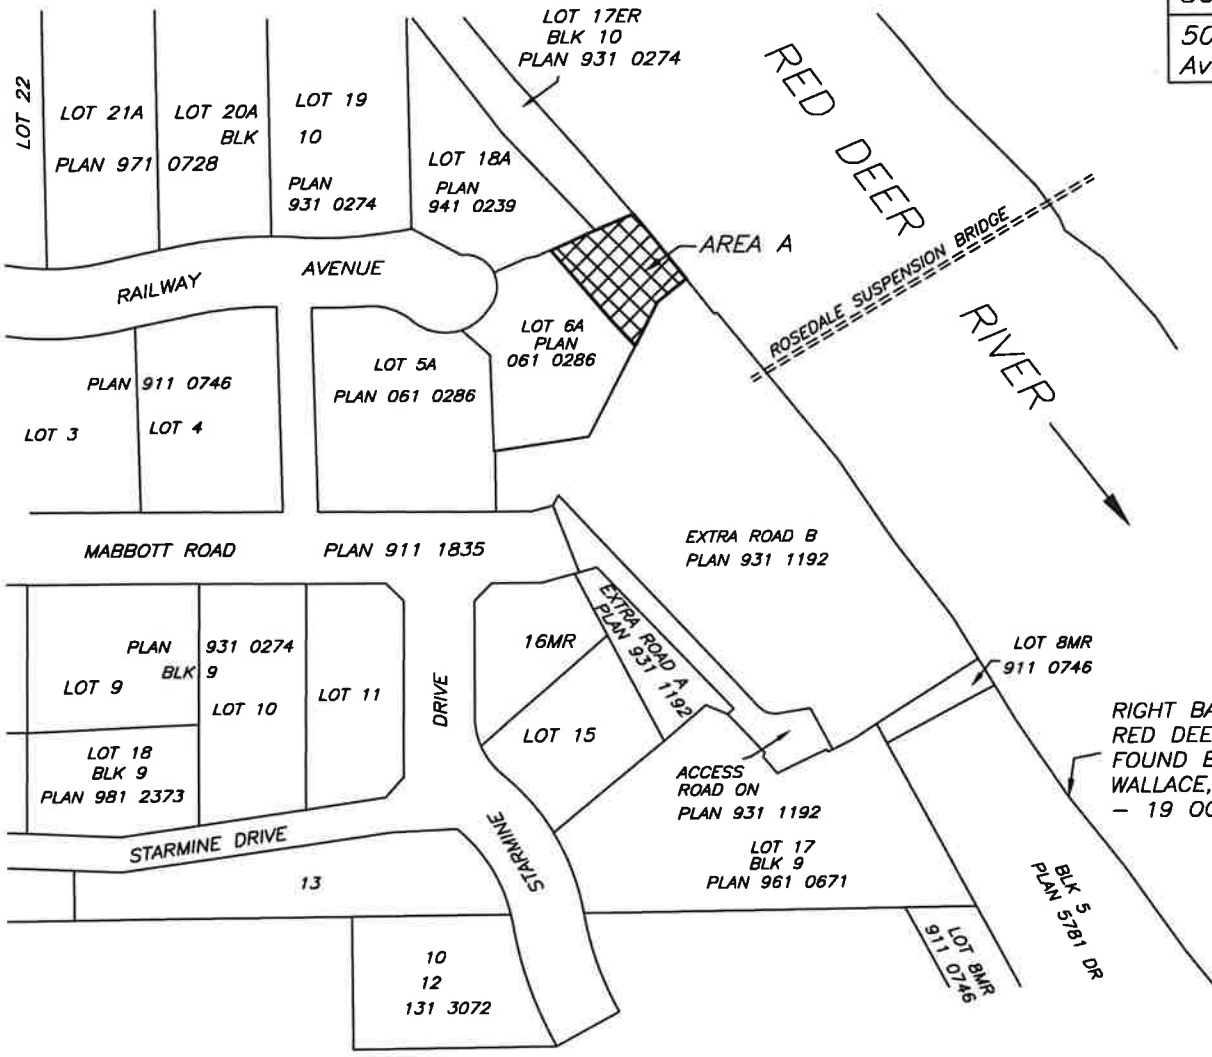 LOT 17ER
BLK 10
PLAN 931 0274
50
Av
RED DEER
RIVER
LOT 22
LOT 21A
LOT 20A
LOT 19
BLK 10
PLAN 971 0728
PLAN
931 0274
LOT 18A
PLAN
941 0239
AREA A
ROSEDALE SUSPENSION BRIDGE
RAILWAY AVENUE
LOT 6A
PLAN
061 0286
LOT 5A
PLAN 061 0286
PLAN 911 0746
LOT 3
LOT 4
MABBOTT ROAD
PLAN 911 1835
EXTRA ROAD B
PLAN 931 1192
EXTRA ROAD A
PLAN 931 1192
16MR
LOT 8MR
911 0746
PLAN 931 0274
BLK 9
LOT 9
LOT 10
LOT 11
DRIVE
LOT 15
LOT 18
BLK 9
PLAN 981 2373
ACCESS
ROAD ON
PLAN 931 1192
RIGHT BA
RED DEE
FOUND B
WALLACE,
– 19 OC
STARMINE DRIVE
STARMINE
LOT 17
BLK 9
PLAN 961 0671
13
BLK 5
PLAN 5781 DR
LOT 8MR
911 0746
10
12
131 3072